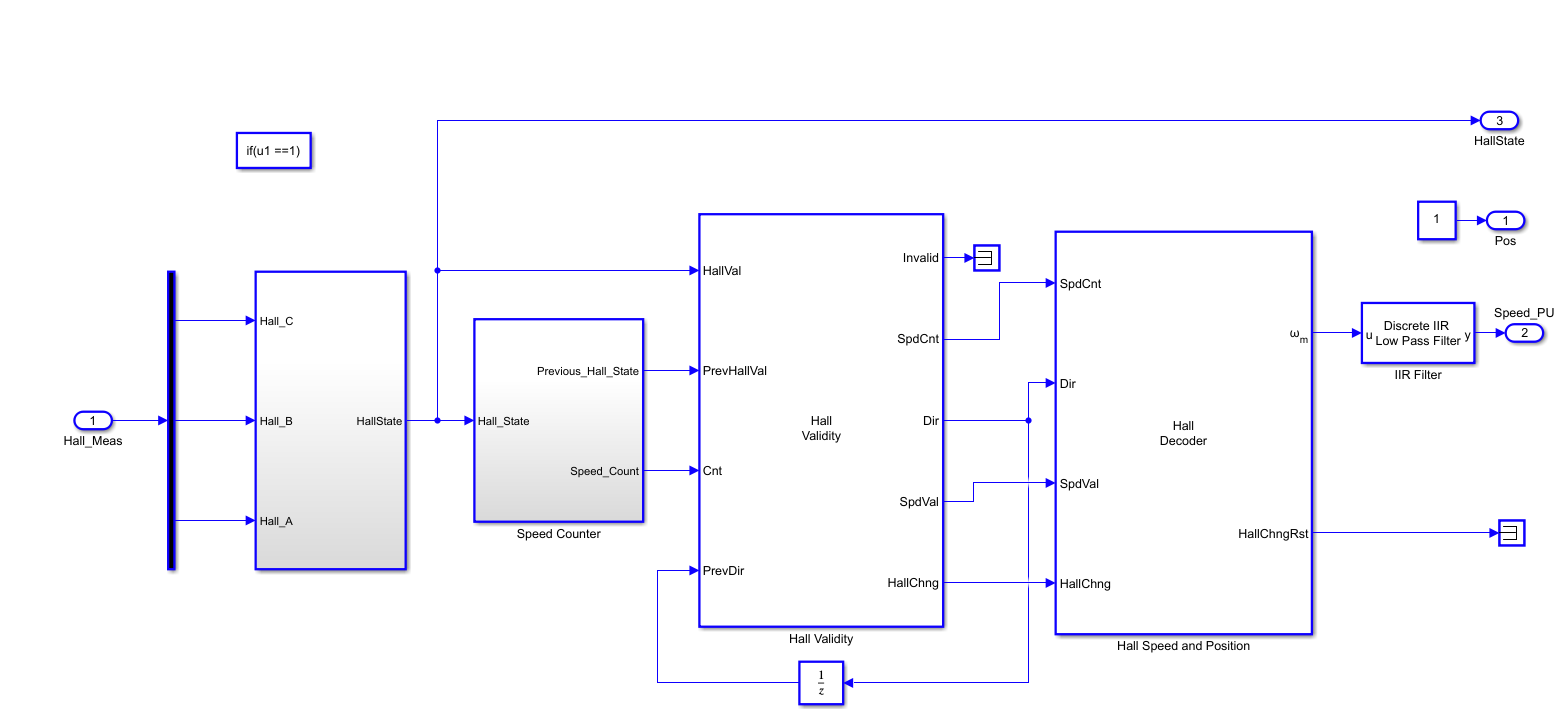 3
HallState
if(u1 ==1)
1
1
Pos
Invalid
HallVal
SpdCnt
SpdCnt
Speed_PU
Hall_C
ωm
u
Discrete IIR
Low Pass Filter
y
2
IIR Filter
Previous_Hall_State
PrevHallVal
Dir
1
Hall_Meas
Hall_B
HallState
Hall_State
Hall
Validity
Dir
Hall
Decoder
Speed_Count
Cnt
SpdVal
SpdVal
Hall_A
Speed Counter
HallChngRst
PrevDir
HallChng
HallChng
Hall Validity
Hall Speed and Position
1
z